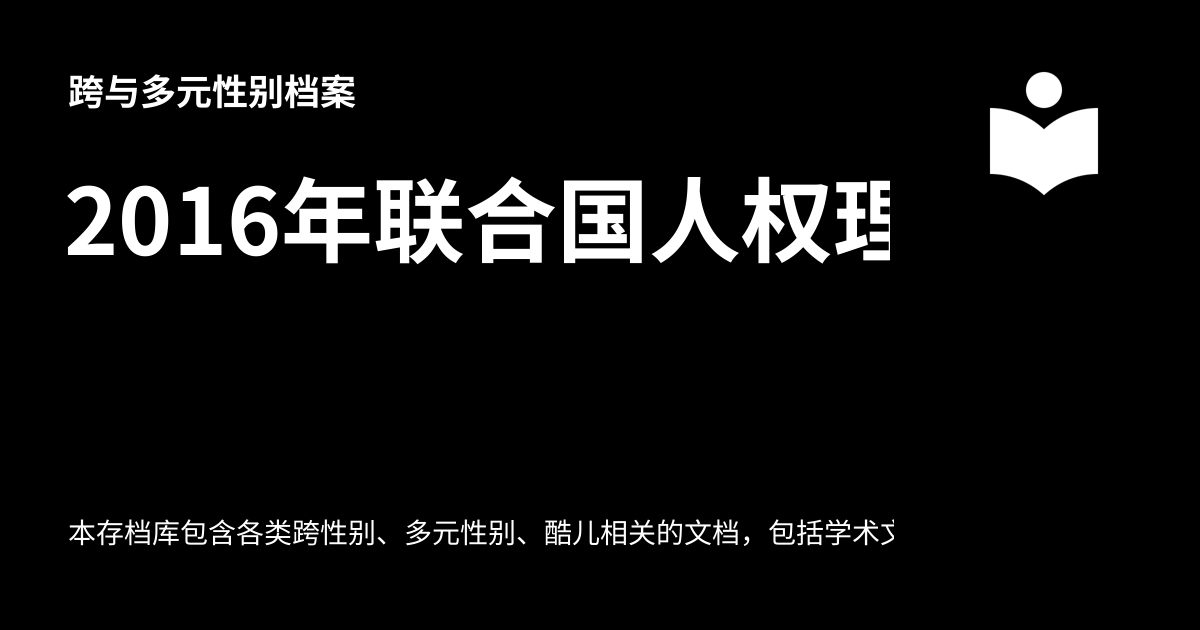 跨与多元性别档案
2016年联合国人权
本存档库包含各类跨性别、多元性别、酷儿相关的文档，包括学术